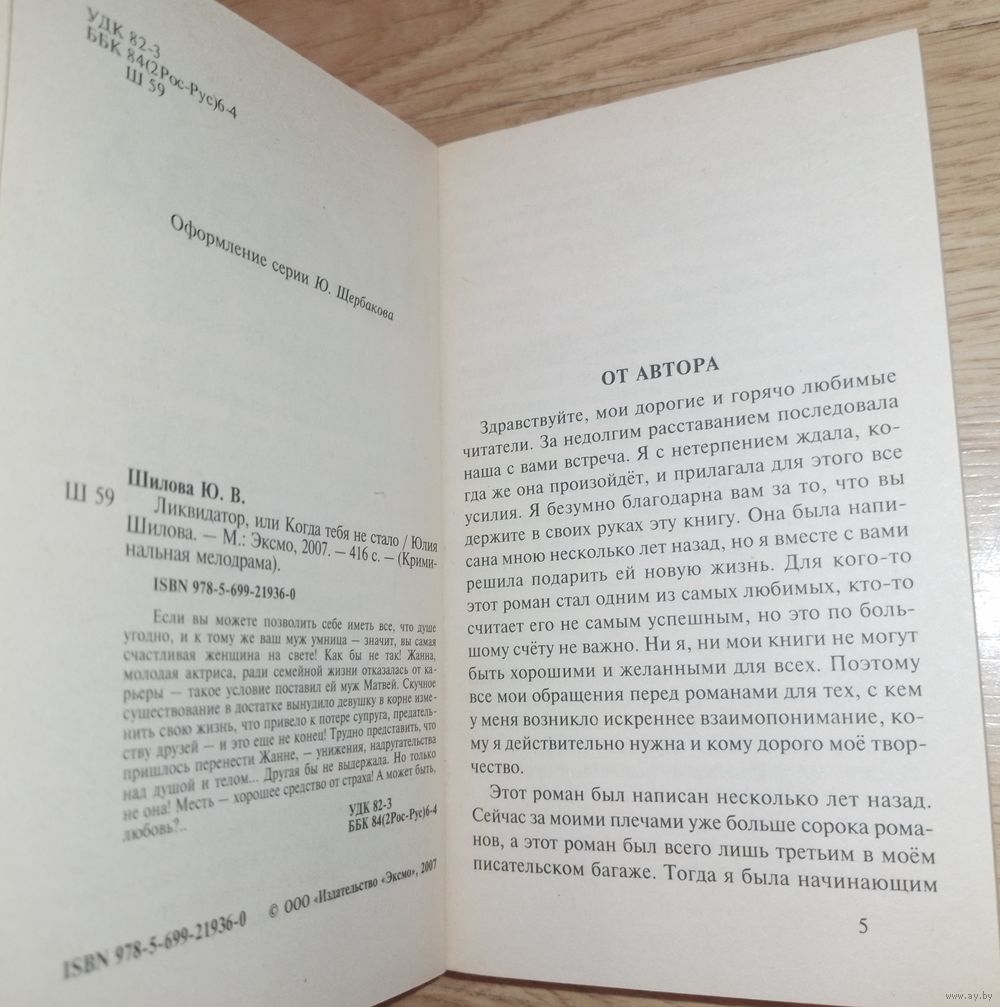 УДК 82-3
ББК 84(2Рос-Рус)6-4
Ш 59
Оформление серии Ю. Щербакова
Шилова Ю. В.
Ш 59
Ликвидатор, или Когда тебя не стало / Юлия
Шилова. — М.: Эксмо, 2007. — 416 с. — (Крими-
нальная мелодрама).
ISBN 978-5-699-21936-0
Если вы можете позволить себе иметь все, что душе
угодно, и к тому же ваш муж умница — значит, вы самая
счастливая женщина на свете! Как бы не так! Жанна,
молодая актриса, ради семейной жизни отказалась от ка-
рьеры — такое условие поставил ей муж Матвей. Скучное
существование в достатке вынудило девушку в корне изме-
нить свою жизнь, что привело к потере супруга, предатель-
ству друзей — и это еще не конец! Трудно представить, что
пришлось перенести Жанне, — унижения, надругательства
над душой и телом... Другая бы не выдержала. Но только
не она! Месть — хорошее средство от страха! А может быть,
любовь?..
УДК 82-3
ББК 84(2Рос-Рус)6-4
ISBN 978-5-699-21936-0
© ООО «Издательство «Эксмо», 2007
ОТ АВТОРА
Здравствуйте, мои дорогие и горячо любимые
читатели. За недолгим расставанием последовала
наша с вами встреча. Я с нетерпением ждала, ко-
гда же она произойдёт, и прилагала для этого все
усилия. Я безумно благодарна вам за то, что вы
держите в своих руках эту книгу. Она была напи-
сана мною несколько лет назад, но я вместе с вами
решила подарить ей новую жизнь. Для кого-то
этот роман стал одним из самых любимых, кто-то
считает его не самым успешным, но это по боль-
шому счёту не важно. Ни я, ни мои книги не могут
быть хорошими и желанными для всех. Поэтому
все мои обращения перед романами для тех, с кем
у меня возникло искреннее взаимопонимание, ко-
му я действительно нужна и кому дорого моё твор-
чество.
Этот роман был написан несколько лет назад.
Сейчас за моими плечами уже больше сорока рома-
нов, а этот роман был всего лишь третьим в моём
писательском багаже. Тогда я была начинающим
5
www.ay.by